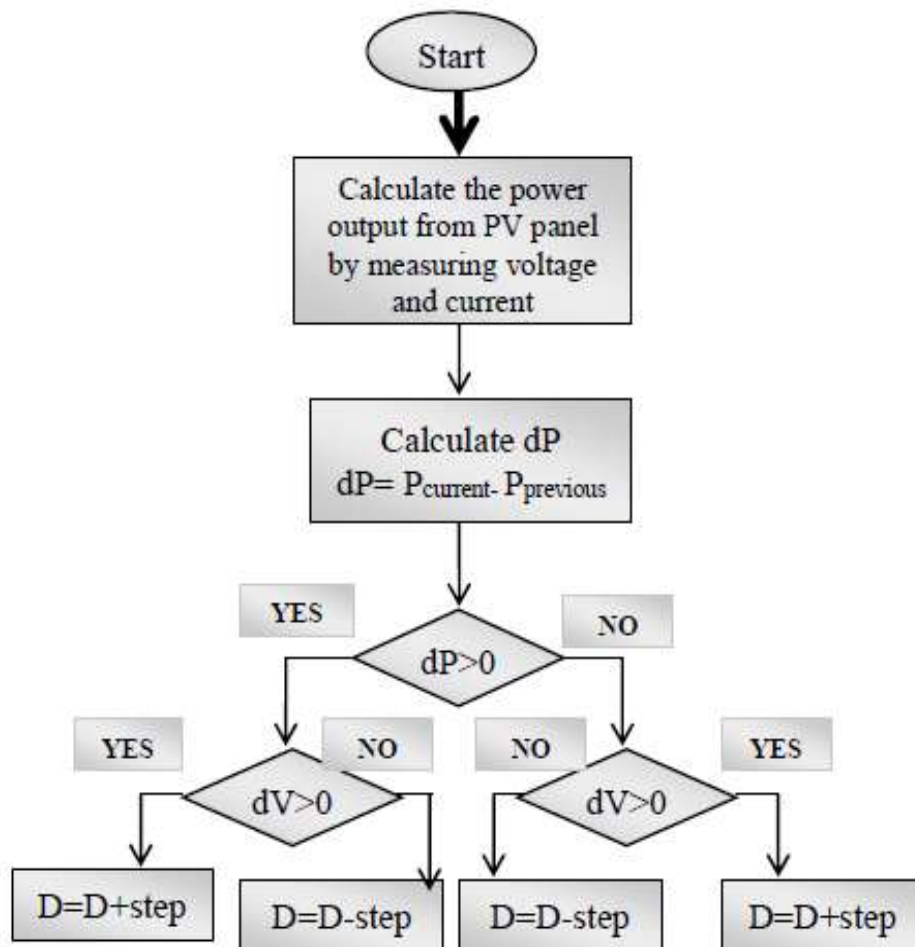 Start
Calculate the power
output from PV panel
by measuring voltage
and current
Calculate dP
dP= Pcurrent- Pprevious
YES
NO
dP>0
YES
NO
NO
YES
dV>0
dV>0
D=D+step
D=D-step
D=D-step
D=D+step